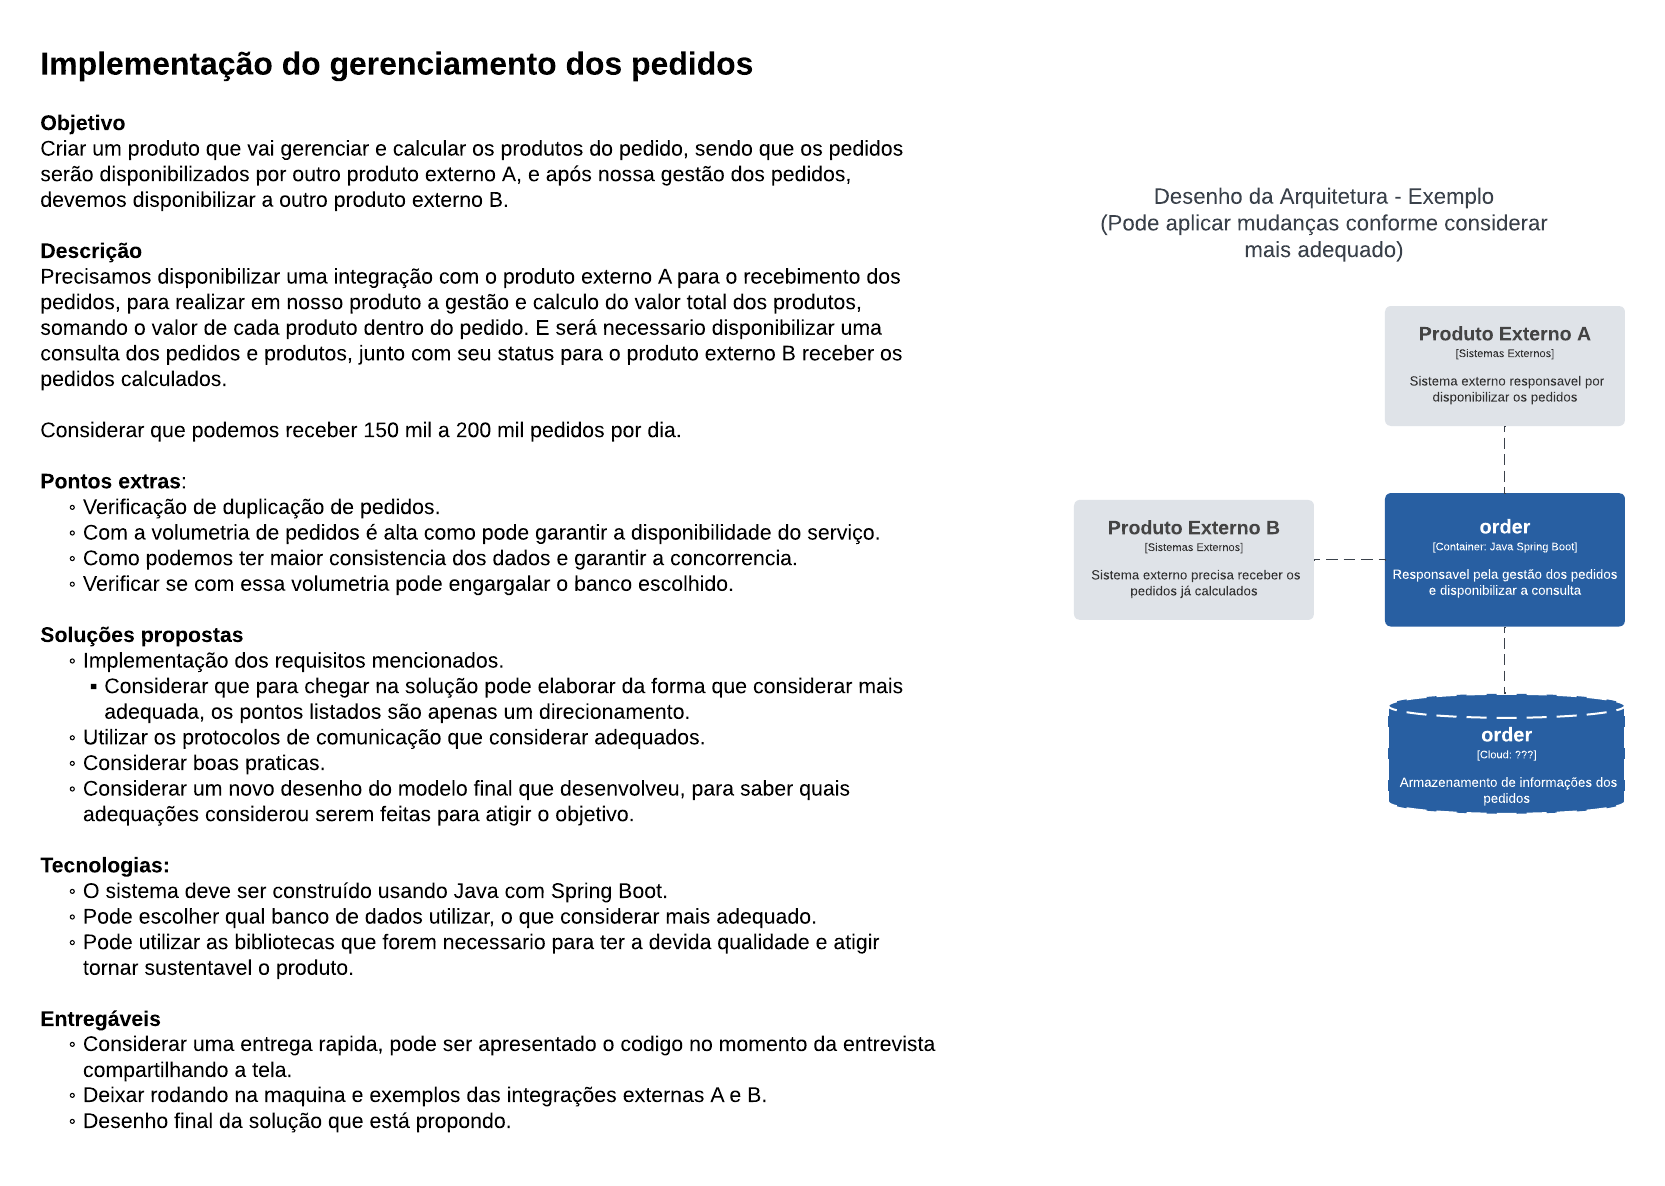 Implementação do gerenciamento dos pedidos
Objetivo
Criar um produto que vai gerenciar e calcular os produtos do pedido, sendo que os pedidos
serão disponibilizados por outro produto externo A, e após nossa gestão dos pedidos,
devemos disponibilizar a outro produto externo B.
Descrição
Precisamos disponibilizar uma integração com o produto externo A para o recebimento dos
pedidos, para realizar em nosso produto a gestão e calculo do valor total dos produtos,
somando o valor de cada produto dentro do pedido. E será necessario disponibilizar uma
consulta dos pedidos e produtos, junto com seu status para o produto externo B receber os
pedidos calculados.
Considerar que podemos receber 150 mil a 200 mil pedidos por dia.
Pontos extras:
◦ Verificação de duplicação de pedidos.
◦ Com a volumetria de pedidos é alta como pode garantir a disponibilidade do serviço.
◦ Como podemos ter maior consistencia dos dados e garantir a concorrencia.
◦ Verificar se com essa volumetria pode engargalar o banco escolhido.
Soluções propostas
◦ Implementação dos requisitos mencionados.
▪ Considerar que para chegar na solução pode elaborar da forma que considerar mais
adequada, os pontos listados são apenas um direcionamento.
◦ Utilizar os protocolos de comunicação que considerar adequados.
◦ Considerar boas praticas.
◦ Considerar um novo desenho do modelo final que desenvolveu, para saber quais
adequações considerou serem feitas para atigir o objetivo.
Tecnologias:
◦ O sistema deve ser construído usando Java com Spring Boot.
◦ Pode escolher qual banco de dados utilizar, o que considerar mais adequado.
◦ Pode utilizar as bibliotecas que forem necessario para ter a devida qualidade e atigir
tornar sustentavel o produto.
Entregáveis
◦ Considerar uma entrega rapida, pode ser apresentado o codigo no momento da entrevista
compartilhando a tela.
◦ Deixar rodando na maquina e exemplos das integrações externas A e B.
◦ Desenho final da solução que está propondo.
Desenho da Arquitetura - Exemplo
(Pode aplicar mudanças conforme considerar
mais adequado)
Produto Externo A
[Sistemas Externos]
Sistema externo responsavel por
disponibilizar os pedidos
Produto Externo B
[Sistemas Externos]
Sistema externo precisa receber os
pedidos já calculados
order
[Container: Java Spring Boot]
Responsavel pela gestão dos pedidos
e disponibilizar a consulta
order
[Cloud: ???]
Armazenamento de informações dos
pedidos